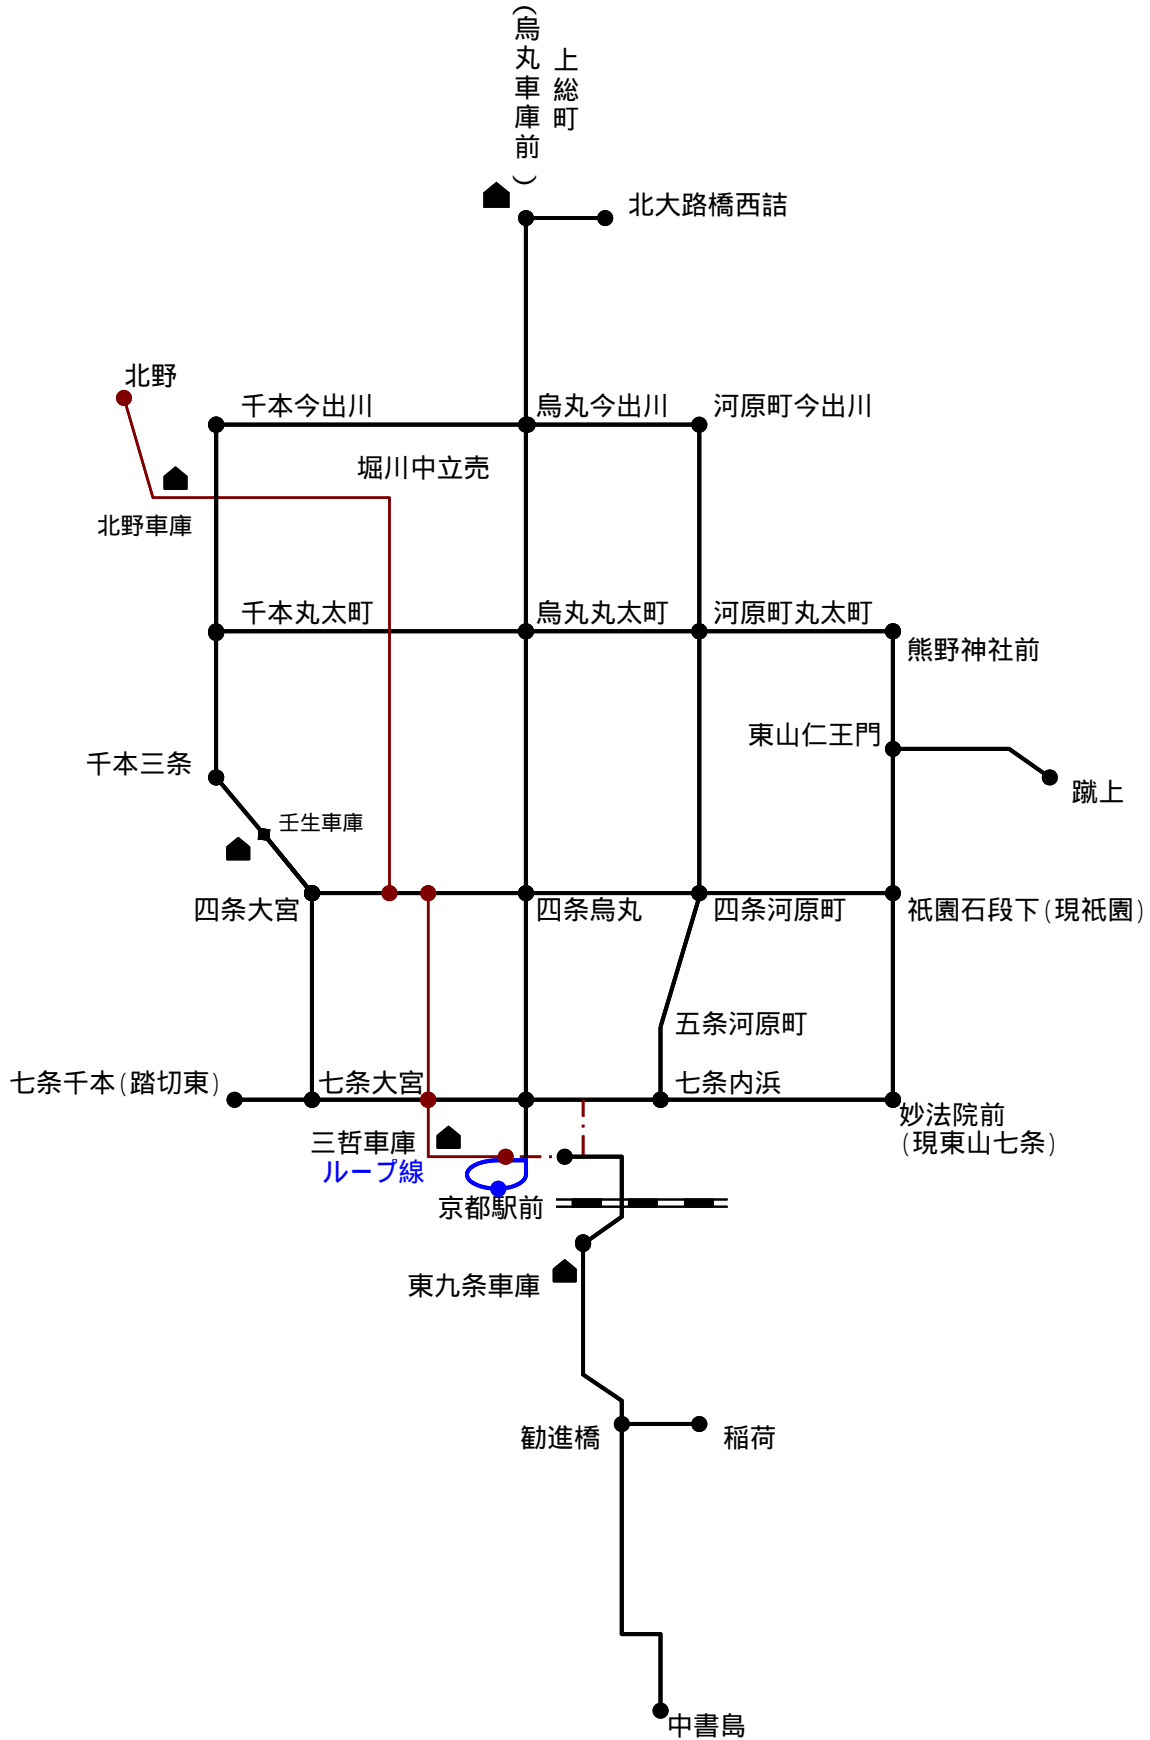 上総町
(烏丸車庫前)
北大路橋西詰
北野
千本今出川
烏丸今出川
河原町今出川
堀川中立売
北野車庫
千本丸太町
烏丸丸太町
河原町丸太町
熊野神社前
東山仁王門
千本三条
蹴上
壬生車庫
四条大宮
四条烏丸
四条河原町
祇園石段下(現祇園)
五条河原町
七条千本(踏切東)
七条大宮
七条内浜
妙法院前
(現東山七条)
三哲車庫
ループ線
京都駅前
東九条車庫
勧進橋
稲荷
中書島